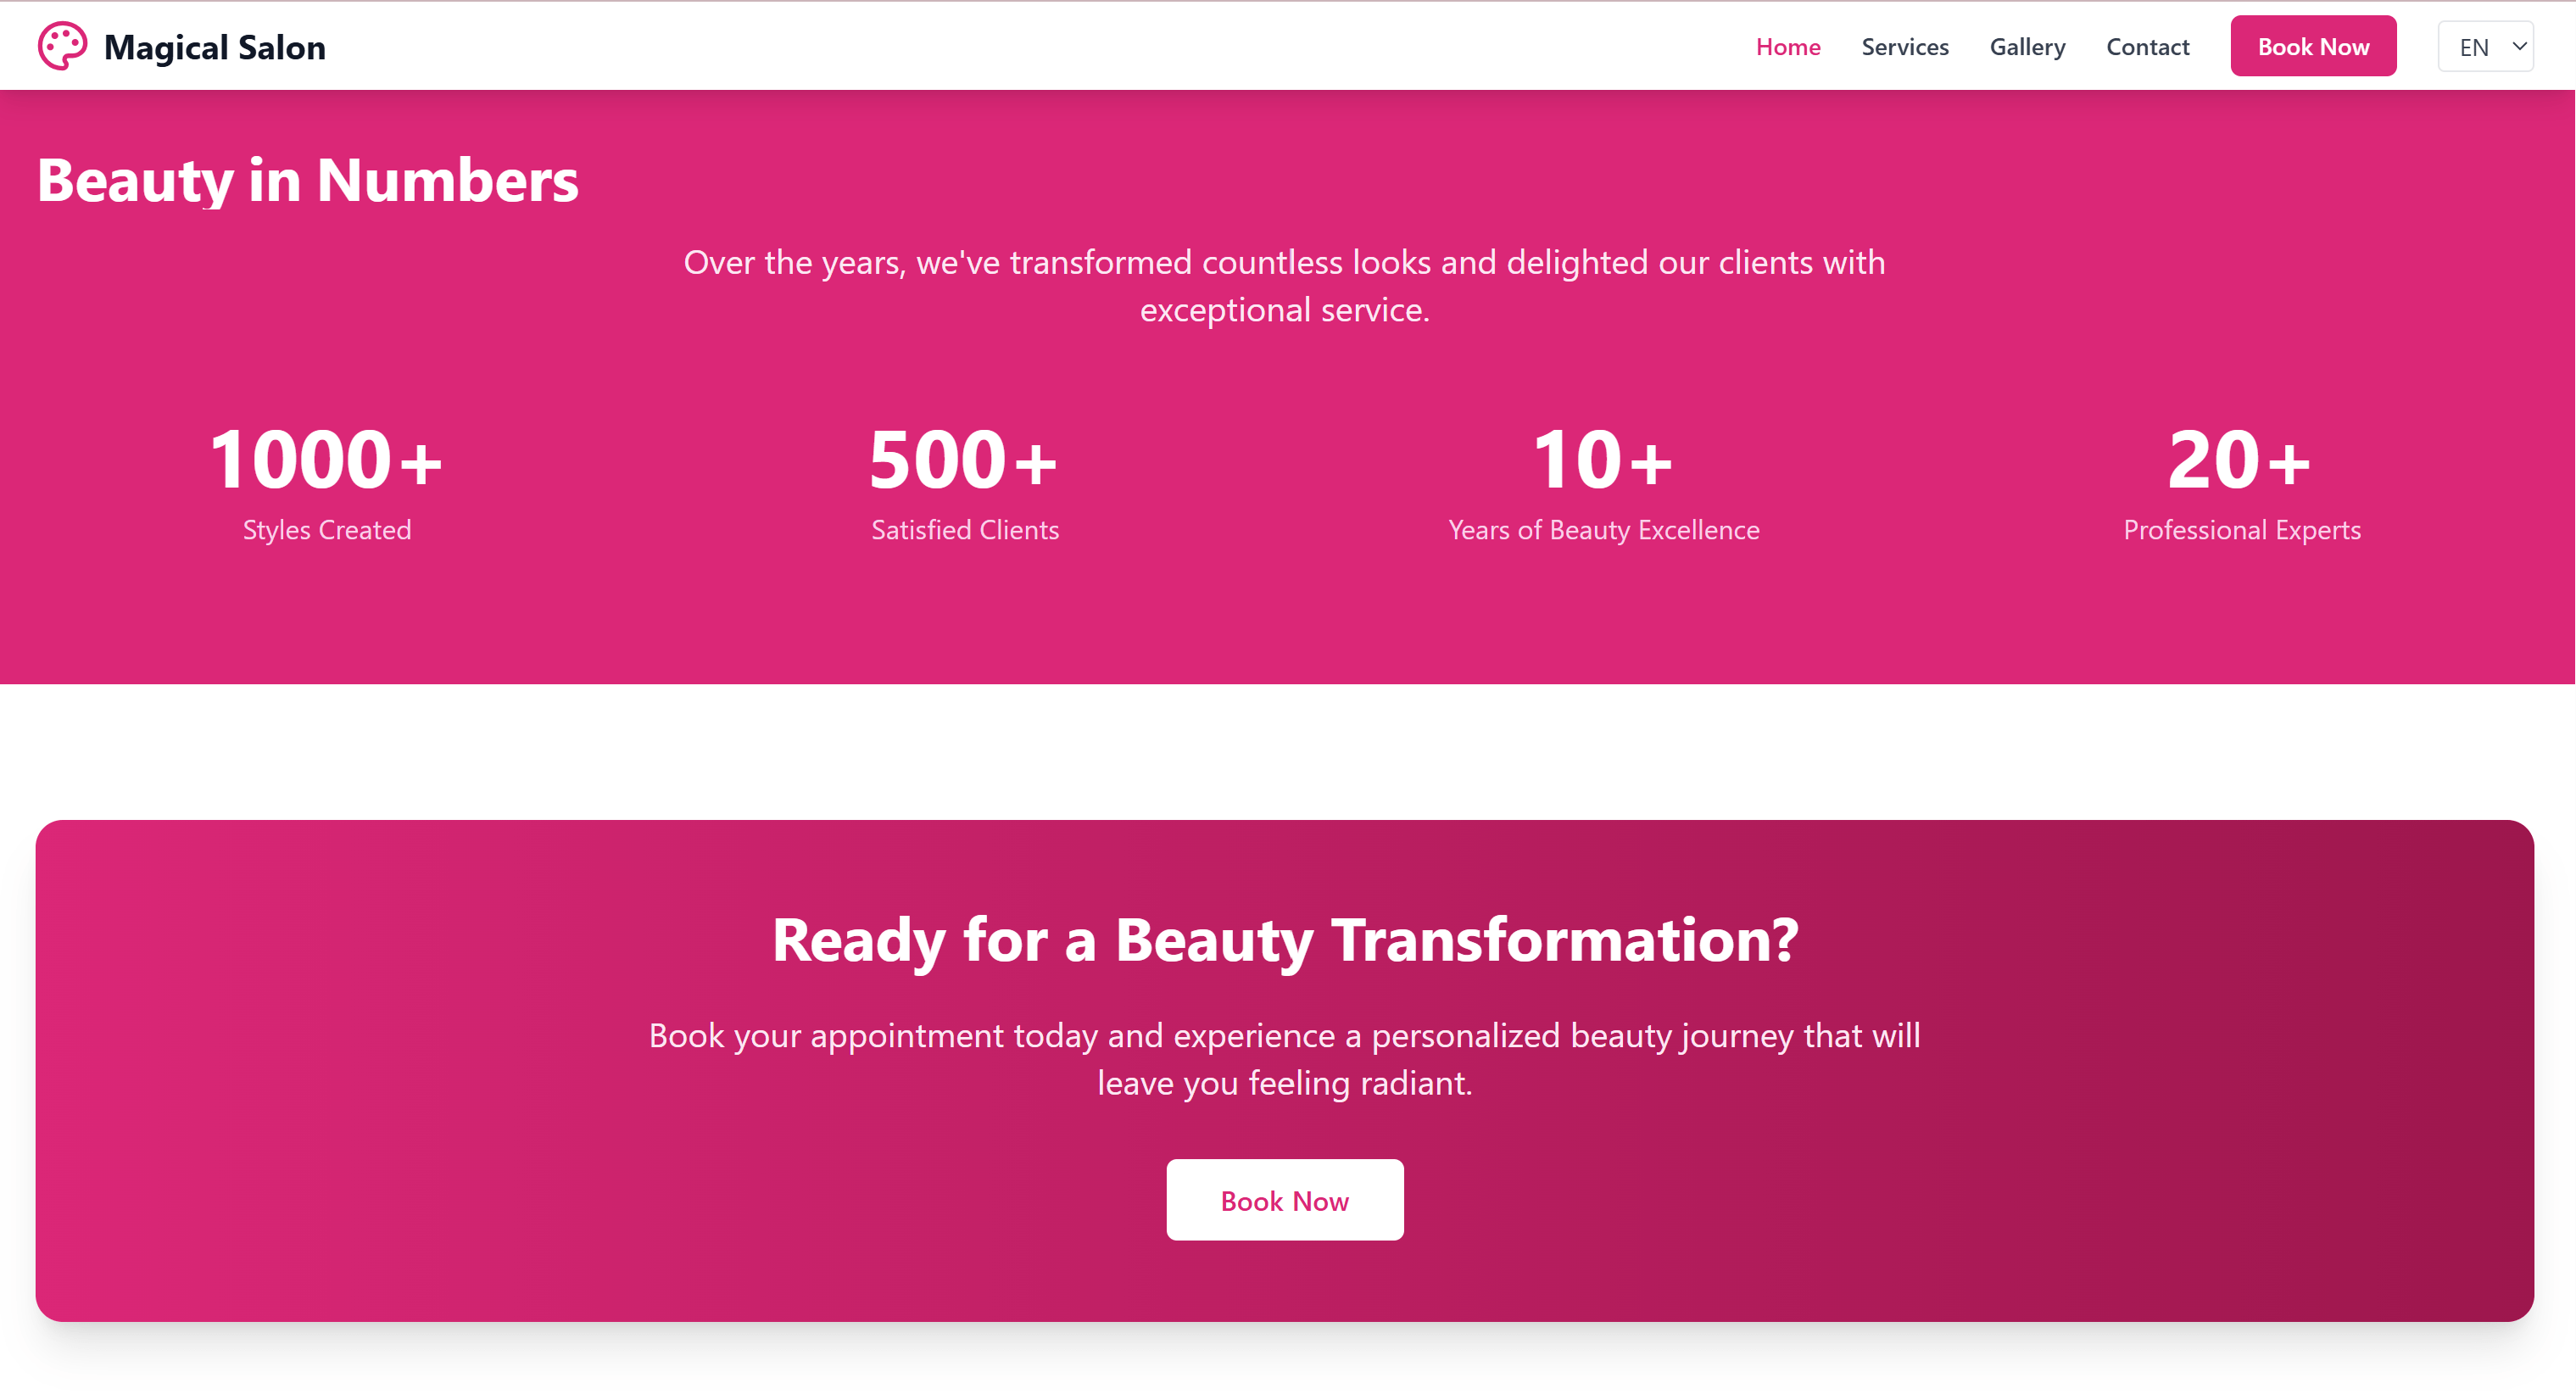 Magical Salon
Home
Services
Gallery
Contact
Book Now
EN
Beauty in Numbers
Over the years, we've transformed countless looks and delighted our clients with
exceptional service.
1000+
Styles Created
500+
Satisfied Clients
10+
Years of Beauty Excellence
20+
Professional Experts
Ready for a Beauty Transformation?
Book your appointment today and experience a personalized beauty journey that will
leave you feeling radiant.
Book Now